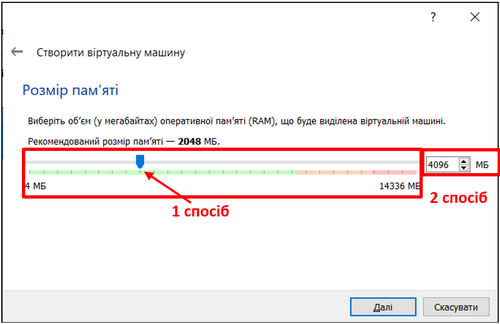 ? ×
← Створити віртуальну машину
Розмір пам’яті
Виберіть об’єм (у мегабайтах) оперативної пам’яті (RAM), що буде виділена віртуальній машині.
Рекомендований розмір пам’яті — 2048 МБ.
4096 МБ
4 МБ 14336 МБ
1 спосіб
2 спосіб
Далі Скасувати